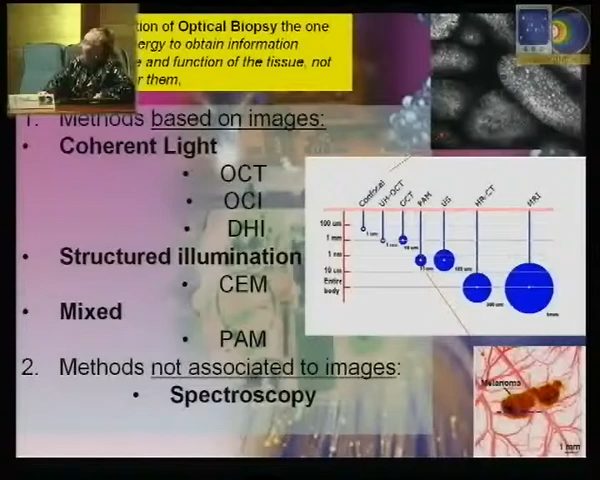 tion of Optical Biopsy the one
ergy to obtain information
e and function of the tissue, not
r them,
1. Methods based on images:
• Coherent Light
• OCT
• OCI
• DHI
• Structured illumination
• CEM
• Mixed
• PAM
2. Methods not associated to images:
• Spectroscopy
Confocal
UH-OCT
OCT
PAM
US
HR-CT
MRI
100 um
1 mm
1 mm
10 um
Entire
body
Melanoma
1 mm